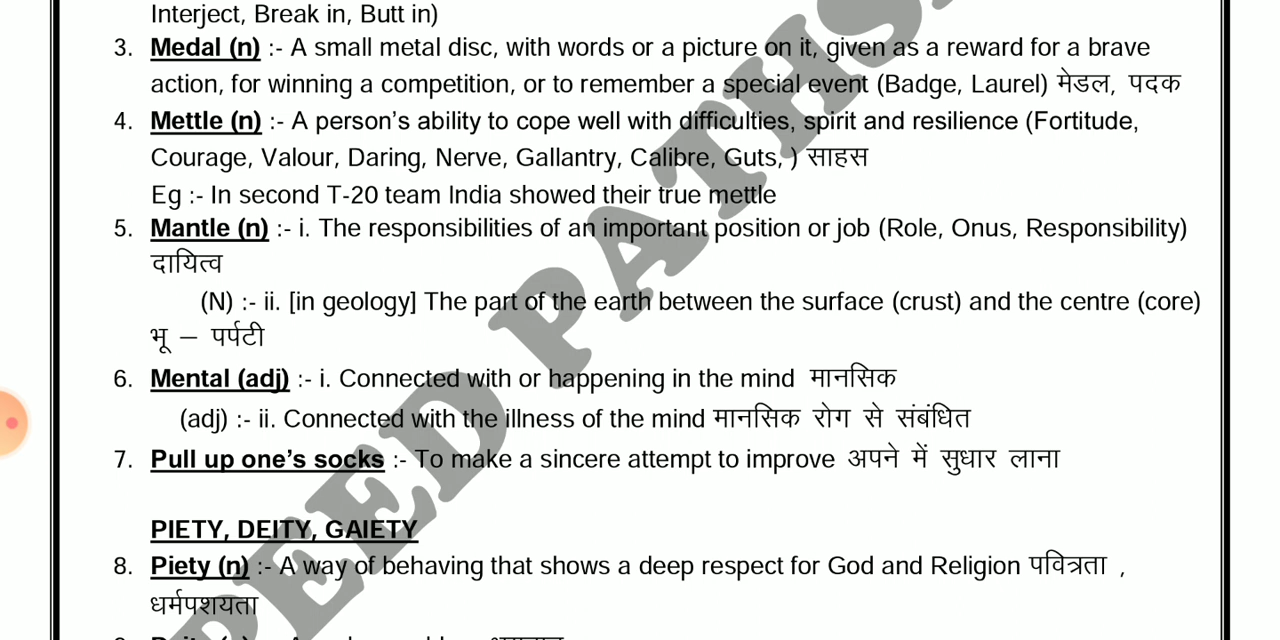 Interject, Break in, Butt in)
3. Medal (n) :- A small metal disc, with words or a picture on it, given as a reward for a brave
action, for winning a competition, or to remember a special event (Badge, Laurel) मेडल, पदक
4. Mettle (n) :- A person's ability to cope well with difficulties, spirit and resilience (Fortitude,
Courage, Valour, Daring, Nerve, Gallantry, Calibre, Guts, ) साहस
Eg :- In second T-20 team India showed their true mettle
5. Mantle (n) :- i. The responsibilities of an important position or job (Role, Onus, Responsibility)
दायित्व
(N) :- ii. [in geology] The part of the earth between the surface (crust) and the centre (core)
भू – पर्पटी
6. Mental (adj) :- i. Connected with or happening in the mind मानसिक
(adj) :- ii. Connected with the illness of the mind मानसिक रोग से संबंधित
7. Pull up one's socks :- To make a sincere attempt to improve अपने में सुधार लाना
PIETY, DEITY, GAIETY
8. Piety (n) :- A way of behaving that shows a deep respect for God and Religion पवित्रता ,
धर्मपशयता